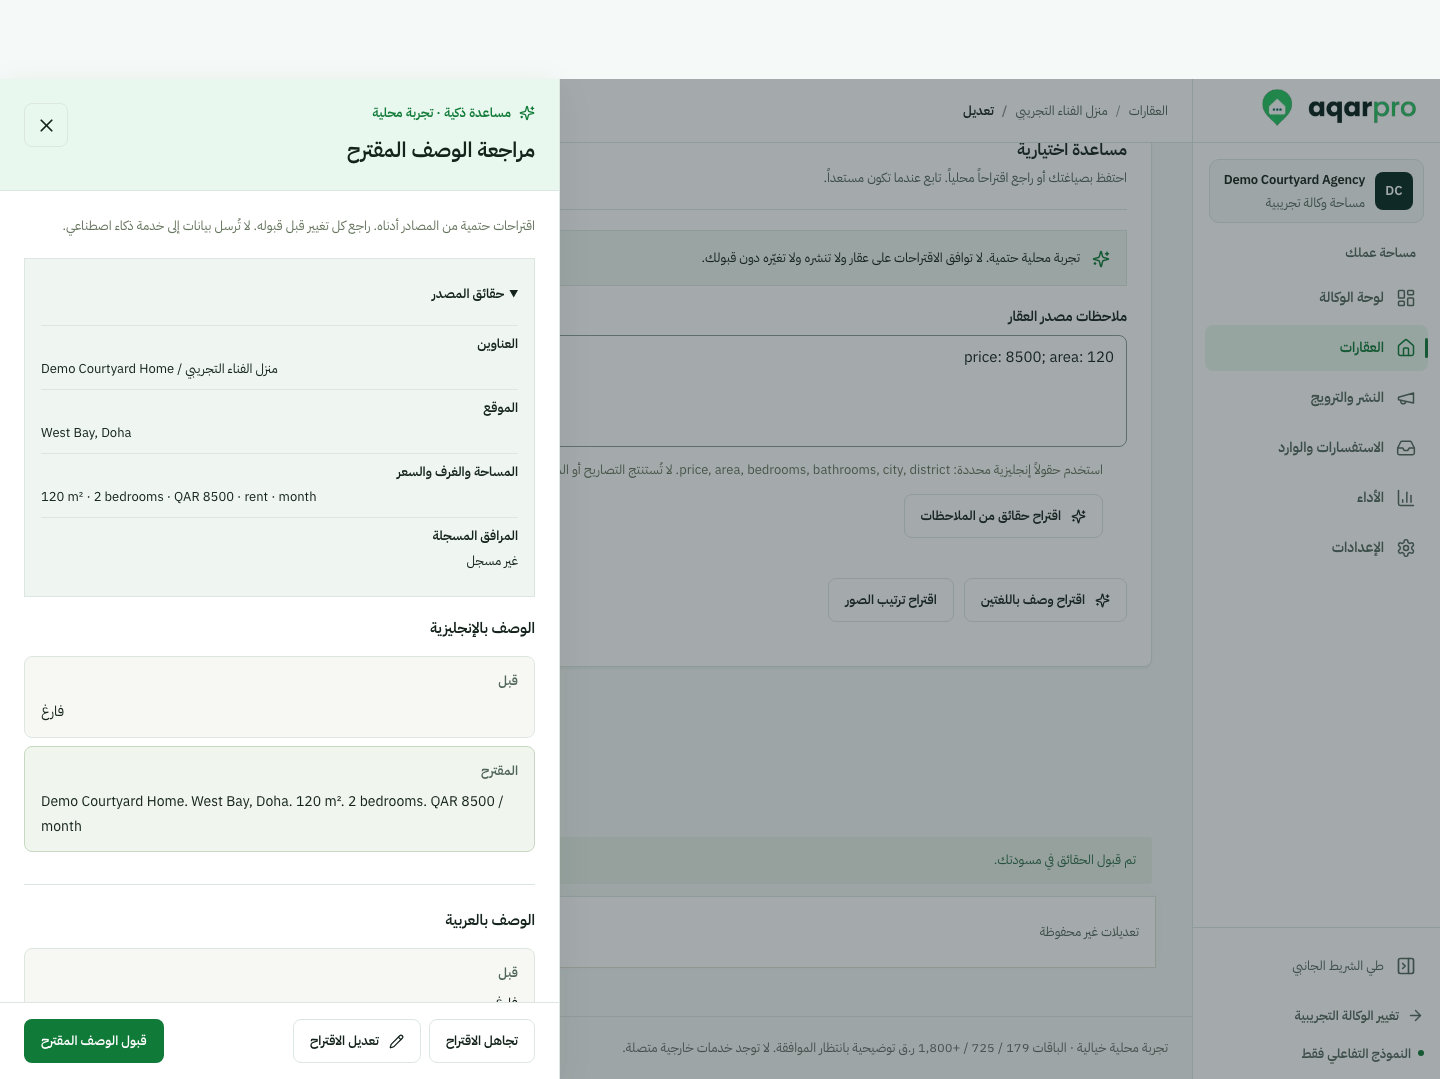 aqarpro
DC
Demo Courtyard Agency
مساحة وكالة تجريبية
مساحة عملك
لوحة الوكالة
العقارات
النشر والترويج
الاستفسارات والوارد
الأداء
الإعدادات
طي الشريط الجانبي
تغيير الوكالة التجريبية
النموذج التفاعلي فقط
العقارات / منزل الفناء التجريبي / تعديل
مساعدة اختيارية
احتفظ بصياغتك أو راجع اقتراحاً محلياً. تابع عندما تكون مستعداً.
تجربة محلية حتمية. لا توافق الاقتراحات على عقار ولا تنشره ولا تغيّره دون قبولك.
ملاحظات مصدر العقار
price: 8500; area: 120
استخدم حقولاً إنجليزية محددة: price, area, bedrooms, bathrooms, city, district. لا تُستنتج التصاريح أو
اقتراح حقائق من الملاحظات
اقتراح وصف باللغتين
اقتراح ترتيب الصور
تم قبول الحقائق في مسودتك.
تعديلات غير محفوظة
تجربة محلية خيالية · الباقات 179 / 725 / +1,800 ر.ق توضيحية بانتظار الموافقة. لا توجد خدمات خارجية متصلة.
مساعدة ذكية · تجربة محلية
مراجعة الوصف المقترح
اقتراحات حتمية من المصادر أدناه. راجع كل تغيير قبل قبوله. لا تُرسل بيانات إلى خدمة ذكاء اصطناعي.
▼ حقائق المصدر
العناوين
Demo Courtyard Home / منزل الفناء التجريبي
الموقع
West Bay, Doha
المساحة والغرف والسعر
120 m² · 2 bedrooms · QAR 8500 · rent · month
المرافق المسجلة
غير مسجل
الوصف بالإنجليزية
قبل
فارغ
المقترح
Demo Courtyard Home. West Bay, Doha. 120 m². 2 bedrooms. QAR 8500 /
month
الوصف بالعربية
قبل
تجاهل الاقتراح
تعديل الاقتراح
قبول الوصف المقترح